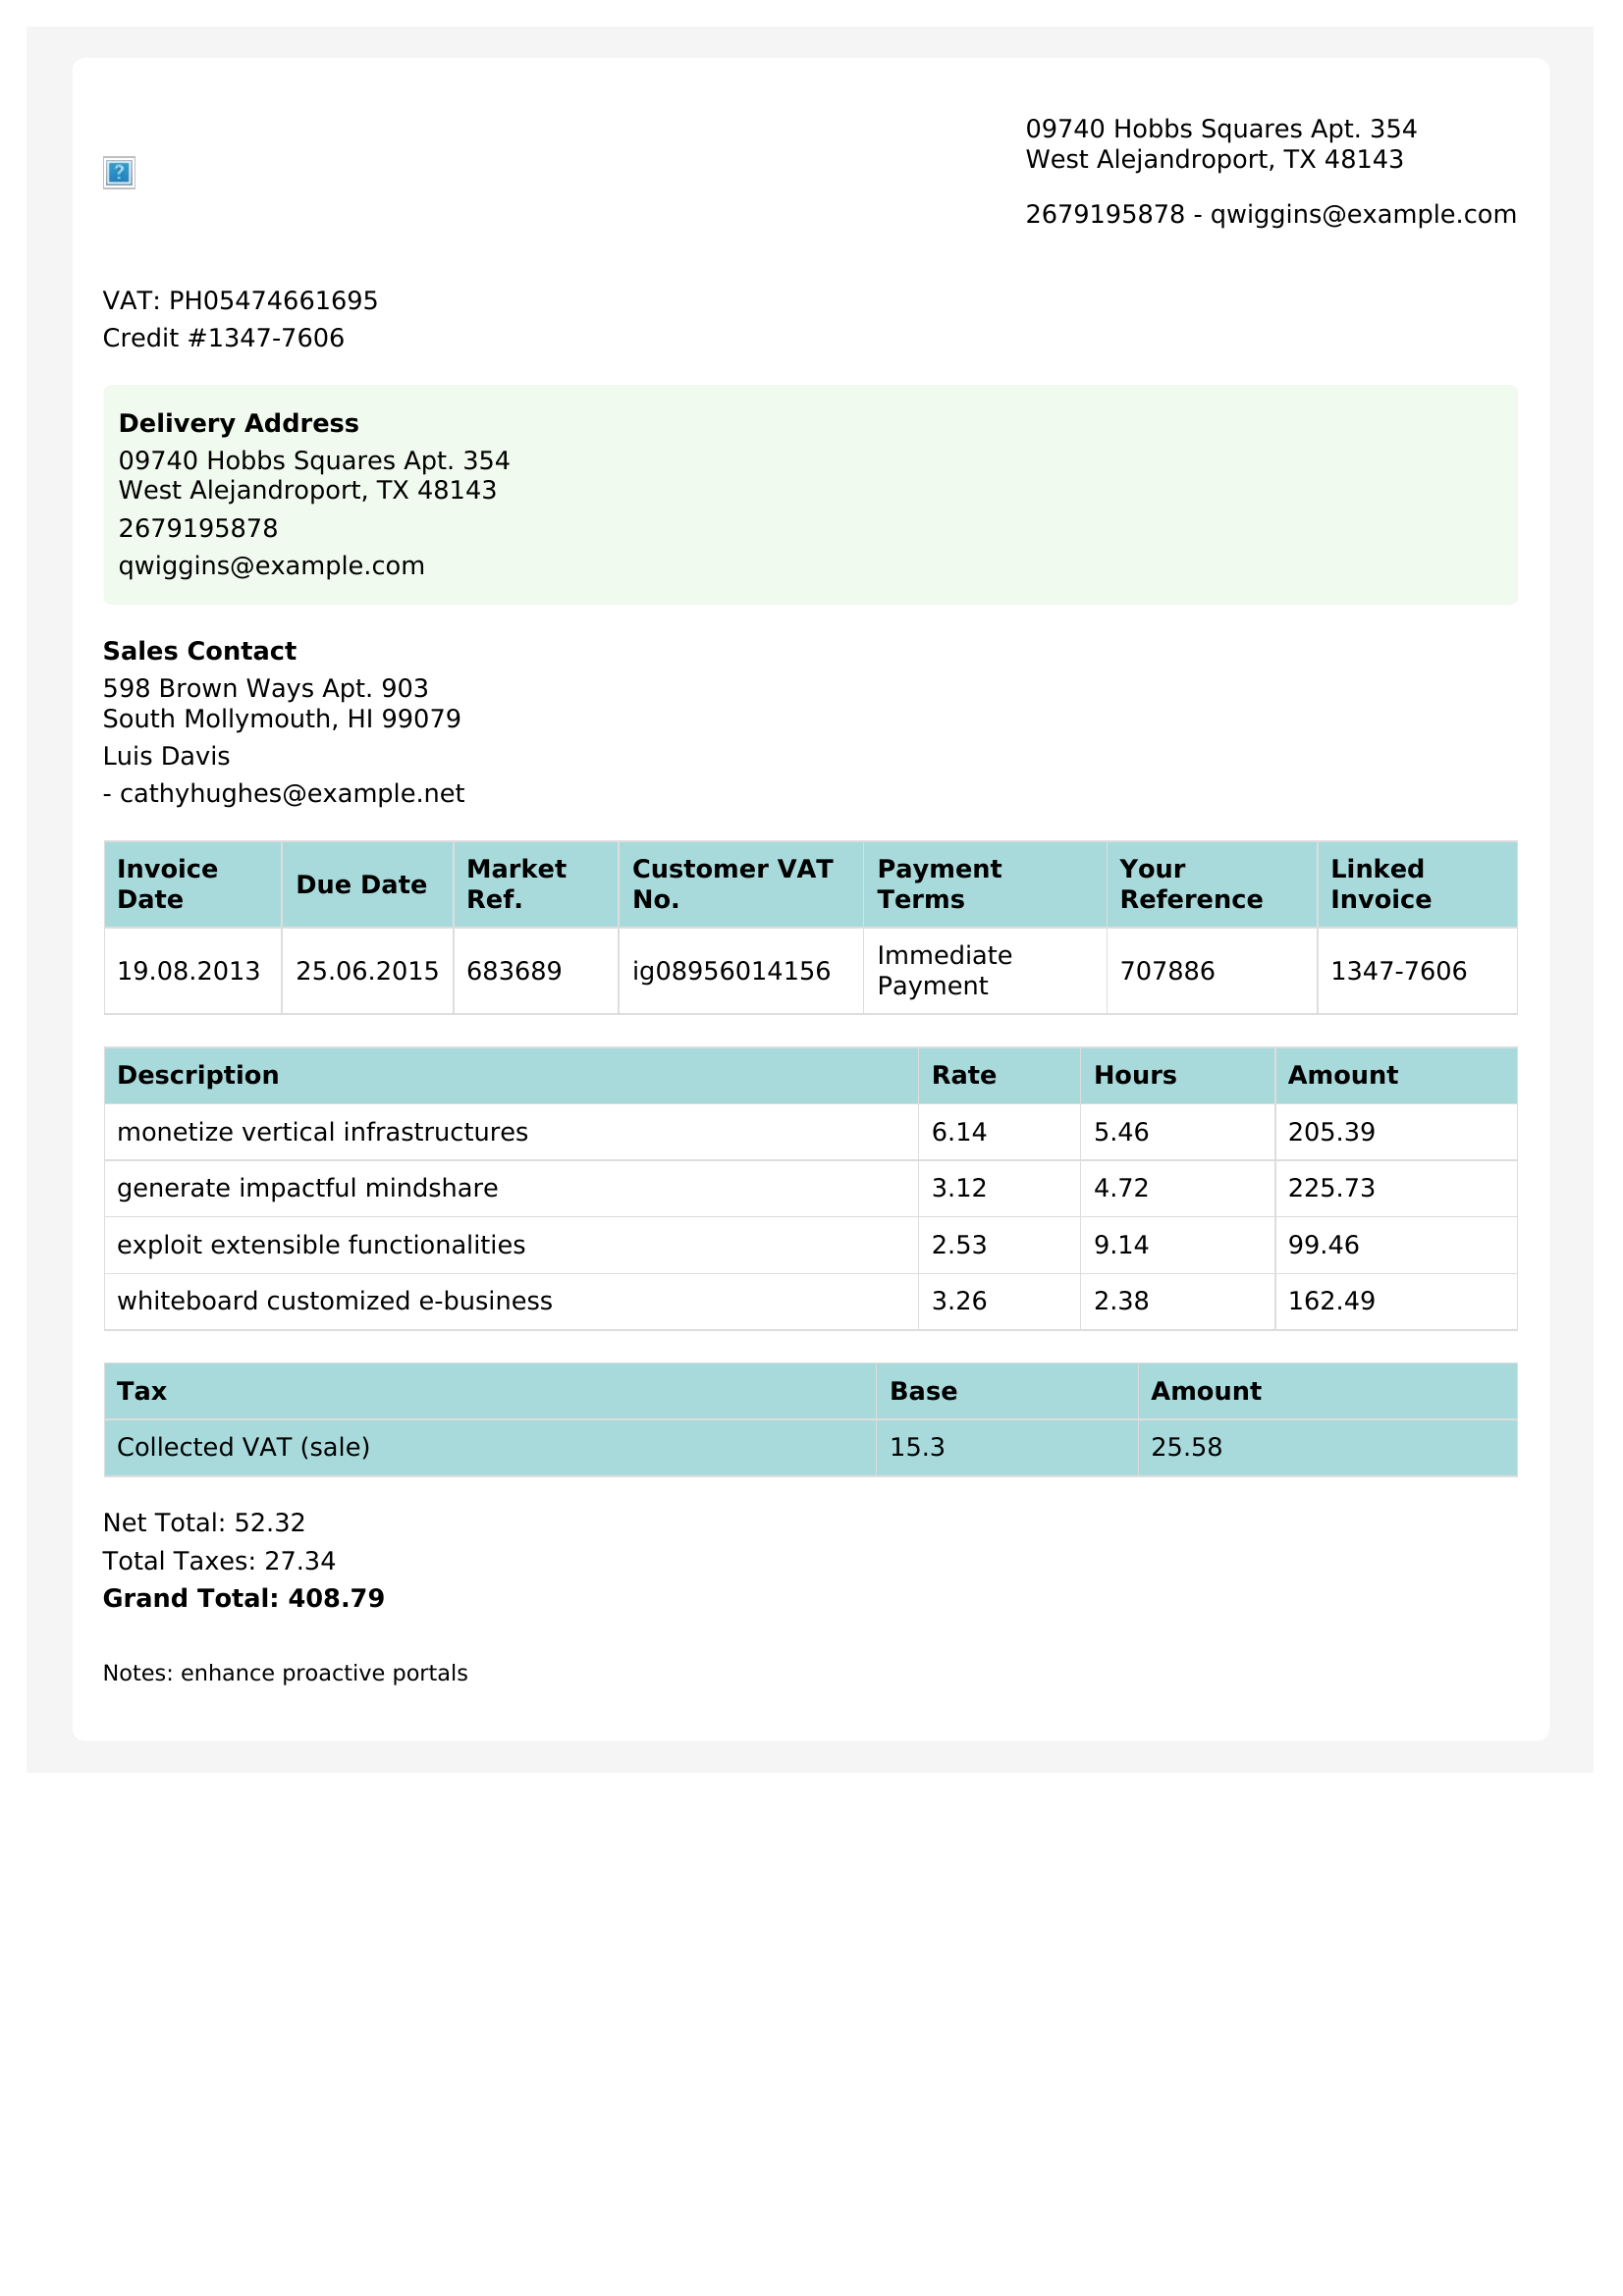 09740 Hobbs Squares Apt. 354
West Alejandroport, TX 48143
2679195878 - qwiggins@example.com
VAT: PH05474661695
Credit #1347-7606
Delivery Address
09740 Hobbs Squares Apt. 354
West Alejandroport, TX 48143
2679195878
qwiggins@example.com
Sales Contact
598 Brown Ways Apt. 903
South Mollymouth, HI 99079
Luis Davis
- cathyhughes@example.net
Invoice Date Due Date Market Ref. Customer VAT No. Payment Terms Your Reference Linked Invoice
19.08.2013 25.06.2015 683689 ig08956014156 Immediate Payment 707886 1347-7606
Description Rate Hours Amount
monetize vertical infrastructures 6.14 5.46 205.39
generate impactful mindshare 3.12 4.72 225.73
exploit extensible functionalities 2.53 9.14 99.46
whiteboard customized e-business 3.26 2.38 162.49
Tax Base Amount
Collected VAT (sale) 15.3 25.58
Net Total: 52.32
Total Taxes: 27.34
Grand Total: 408.79
Notes: enhance proactive portals